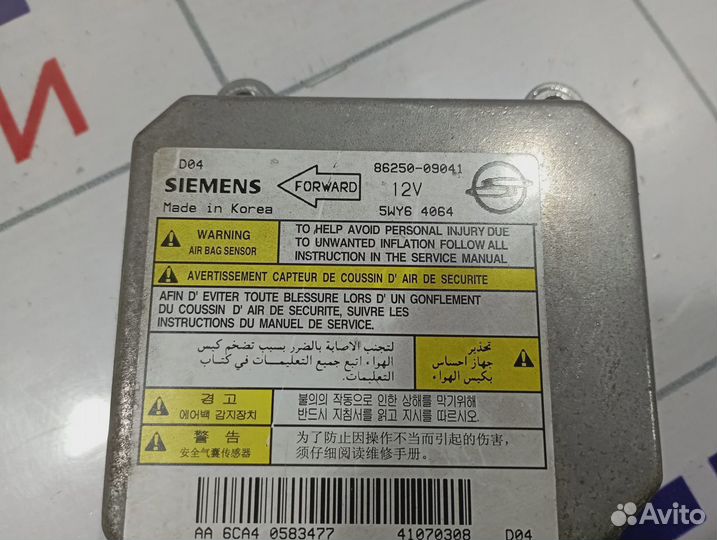 D04
86250-09041
SIEMENS
FORWARD
12V
Made in Korea
5WY6 4064
WARNING
AIR BAG SENSOR
TO HELP AVOID PERSONAL INJURY DUE
TO UNWANTED INFLATION FOLLOW ALL
INSTRUCTION IN THE SERVICE MANUAL
AVERTISSEMENT CAPTEUR DE COUSSIN D' AIR DE SECURITE
AFIN D' EVITER TOUTE BLESSURE LORS D' UN GONFLEMENT
DU COUSSIN D' AIR DE SECURITE, SUIVRE LES
INSTRUCTIONS DU MANUEL DE SERVICE.
تحذير
جهاز احساس
بكيس الهواء
لتجنب الاصابة بالضرر بسبب تضخم كيس
الهواء اتبع جميع التعليمات في كتاب
التعليمات.
경 고
에어백 감지장치
불의의 작동으로 인한 상해를 막기위해
반드시 지침서를 읽고 지시를 따르시오.
警 告
安全气囊传感器
为了防止因操作不当而引起的伤害,
须仔细阅读维修手册.
AA 6CA4 0583477
41070308
D04
Avito